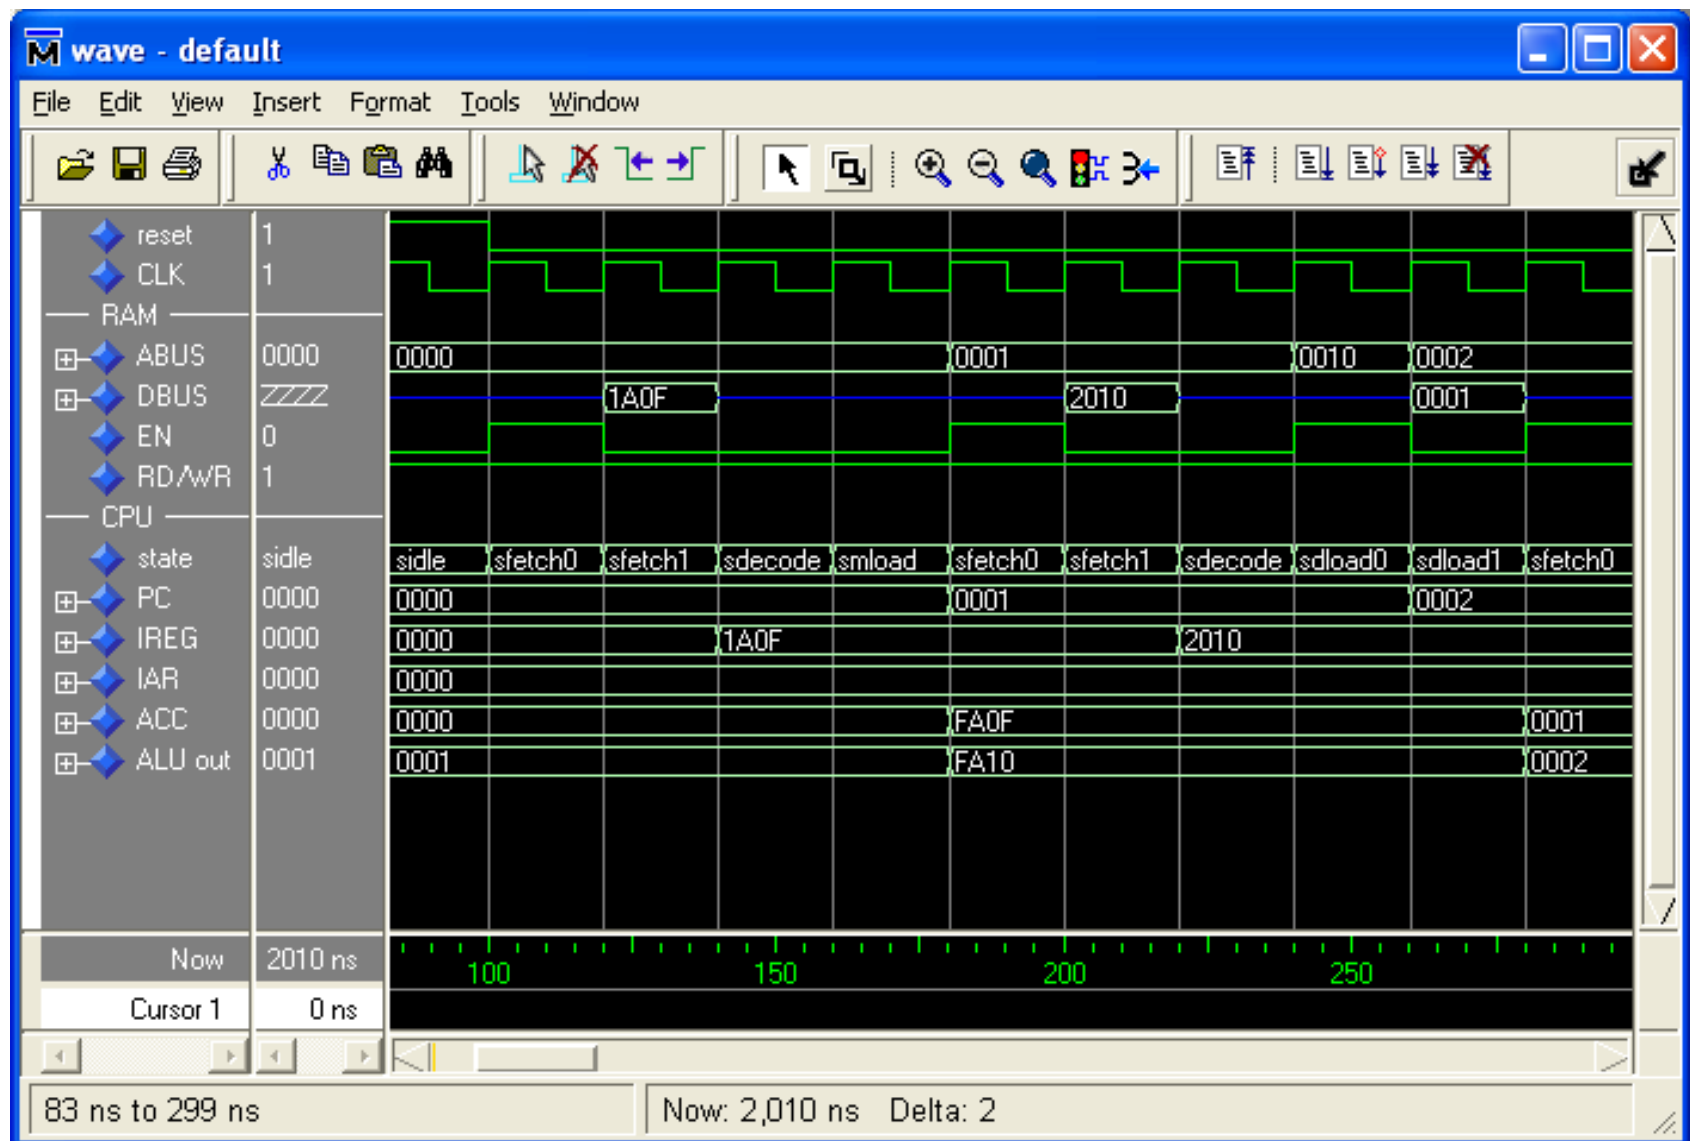 wave - default
File Edit View Insert Format Tools Window
reset 1
CLK 1
RAM
ABUS 0000 0000 0001 0010 0002
DBUS ZZZZ 1A0F 2010 0001
EN 0
RD/WR 1
CPU
state sidle sidle sfetch0 sfetch1 sdecode smload sfetch0 sfetch1 sdecode sdload0 sdload1 sfetch0
PC 0000 0000 0001 0002
IREG 0000 0000 1A0F 2010
IAR 0000 0000
ACC 0000 0000 FA0F 0001
ALU out 0001 0001 FA10 0002
Now 2010 ns 100 150 200 250
Cursor 1 0 ns
83 ns to 299 ns Now: 2,010 ns Delta: 2